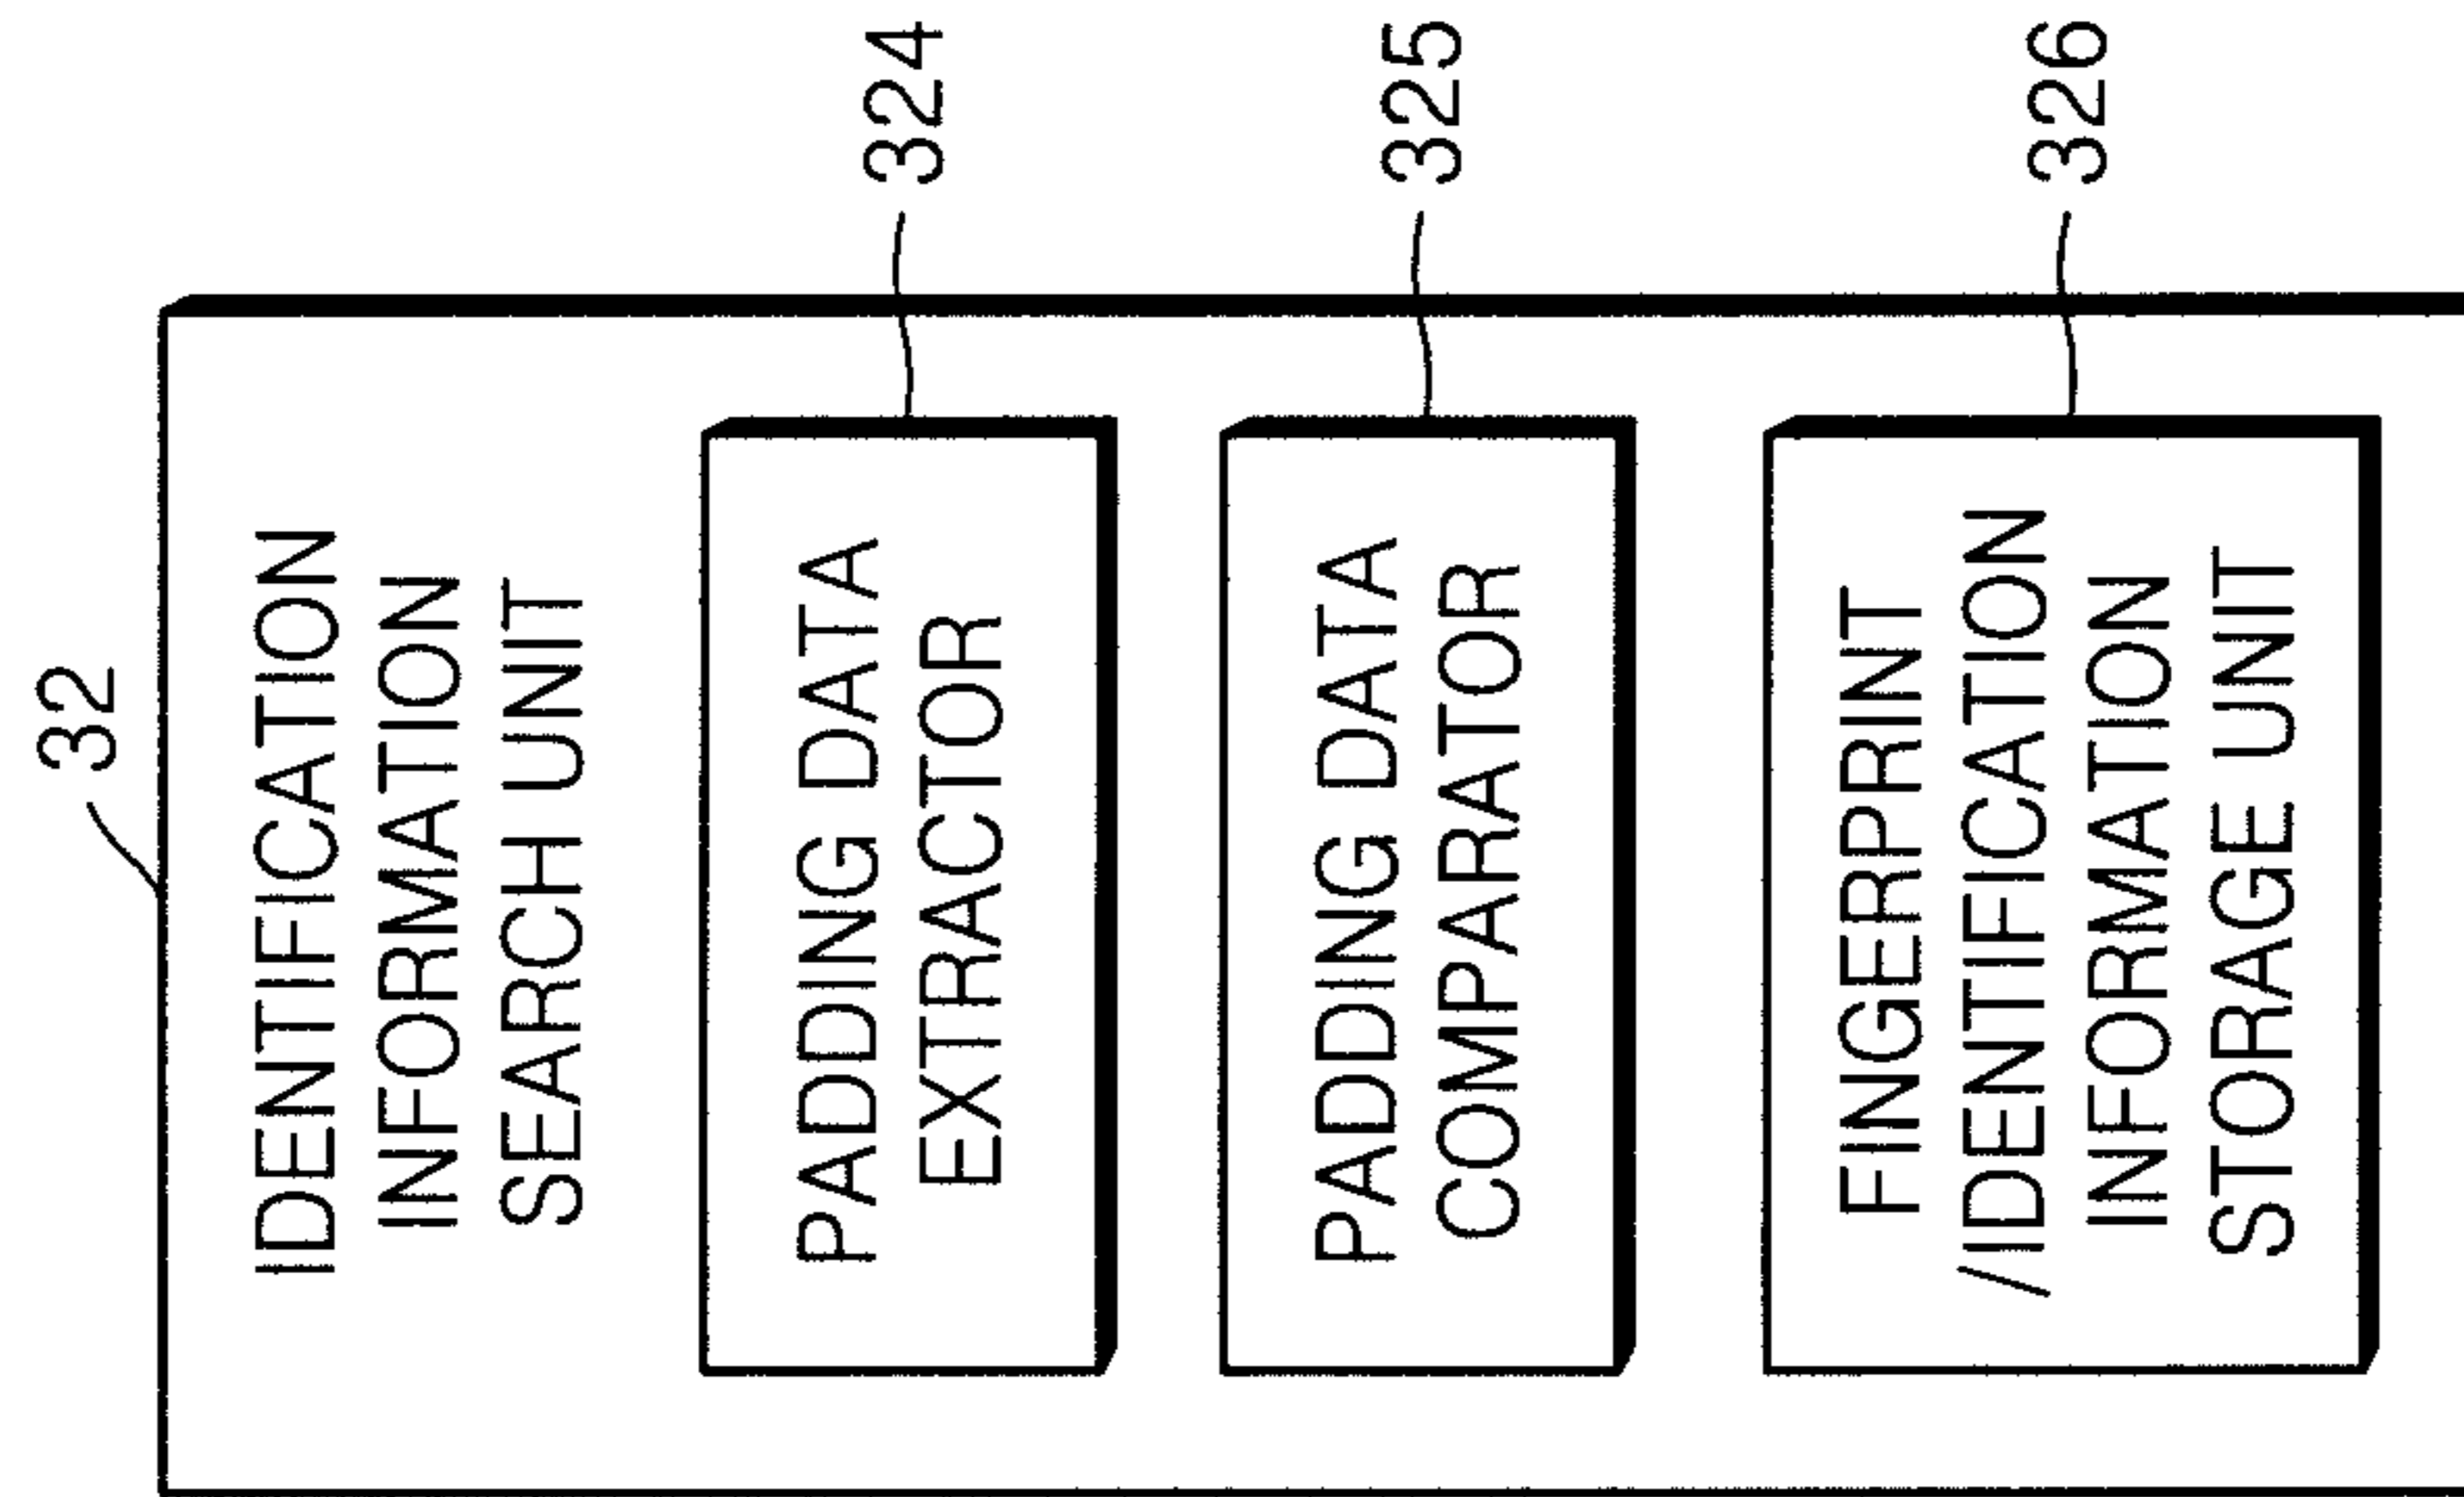 32
IDENTIFICATION
INFORMATION
SEARCH UNIT
PADDING DATA
EXTRACTOR
324
PADDING DATA
COMPARATOR
325
FINGERPRINT
/IDENTIFICATION
INFORMATION
STORAGE UNIT
326